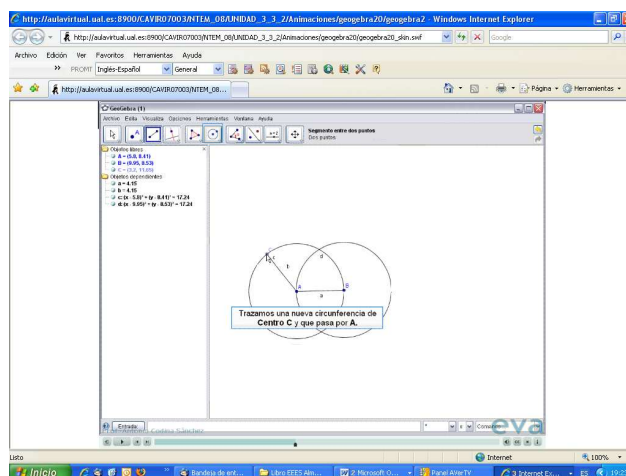 http://aulavirtual.ual.es:8900/CAVIR07003/NTEM_08/UNIDAD_3_3_2/Animaciones/geogebra20/geogebra2 - Windows Internet Explorer
http://aulavirtual.ual.es:8900/CAVIR07003/NTEM_08/UNIDAD_3_3_2/Animaciones/geogebra20/geogebra20_skin.swf
Google
Archivo Edición Ver Favoritos Herramientas Ayuda
PROMT Inglés-Español General
http://aulavirtual.ual.es:8900/CAVIR07003/NTEM_08...
Página Herramientas
GeoGebra (1)
Archivo Edita Visualiza Opciones Herramientas Ventana Ayuda
Segmento entre dos puntos
Dos puntos
Objetos libres
A = (5.8, 8.41)
B = (9.95, 8.53)
Objetos dependientes
a = 4.15
b = 4.15
c: (x - 5.8)² + (y - 8.41)² = 17.24
d: (x - 9.95)² + (y - 8.53)² = 17.24
C
c
d
b
A
B
a
Trazamos una nueva circunferencia de
Centro C y que pasa por A.
Entrada
Sánchez
eva
Listo
Internet
100%
Inicio
Bandeja de ent...
Libro EEES Alm...
2 Microsoft O...
Panel AVerTV
3 Internet Ex...
ES